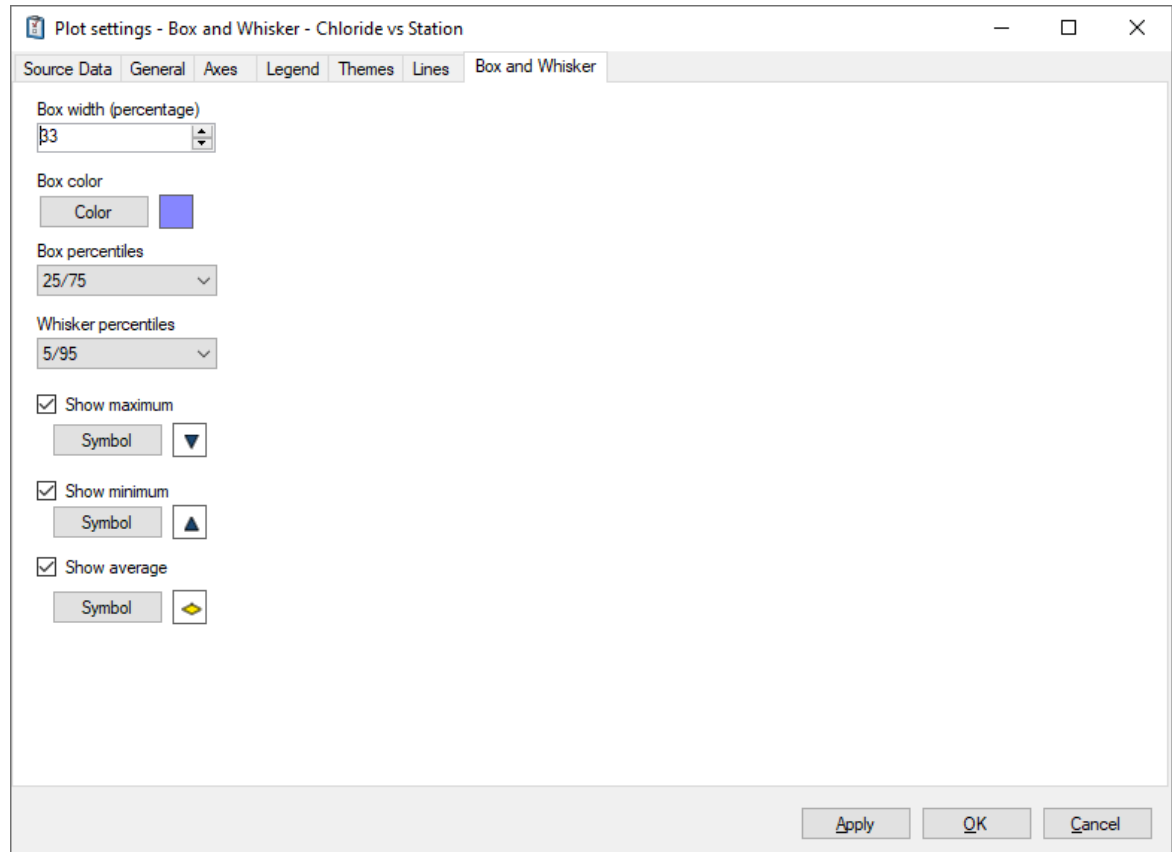 Plot settings - Box and Whisker - Chloride vs Station
Source Data General Axes Legend Themes Lines Box and Whisker
Box width (percentage)
33
Box color
Color
Box percentiles
25/75
Whisker percentiles
5/95
Show maximum
Symbol
Show minimum
Symbol
Show average
Symbol
Apply OK Cancel